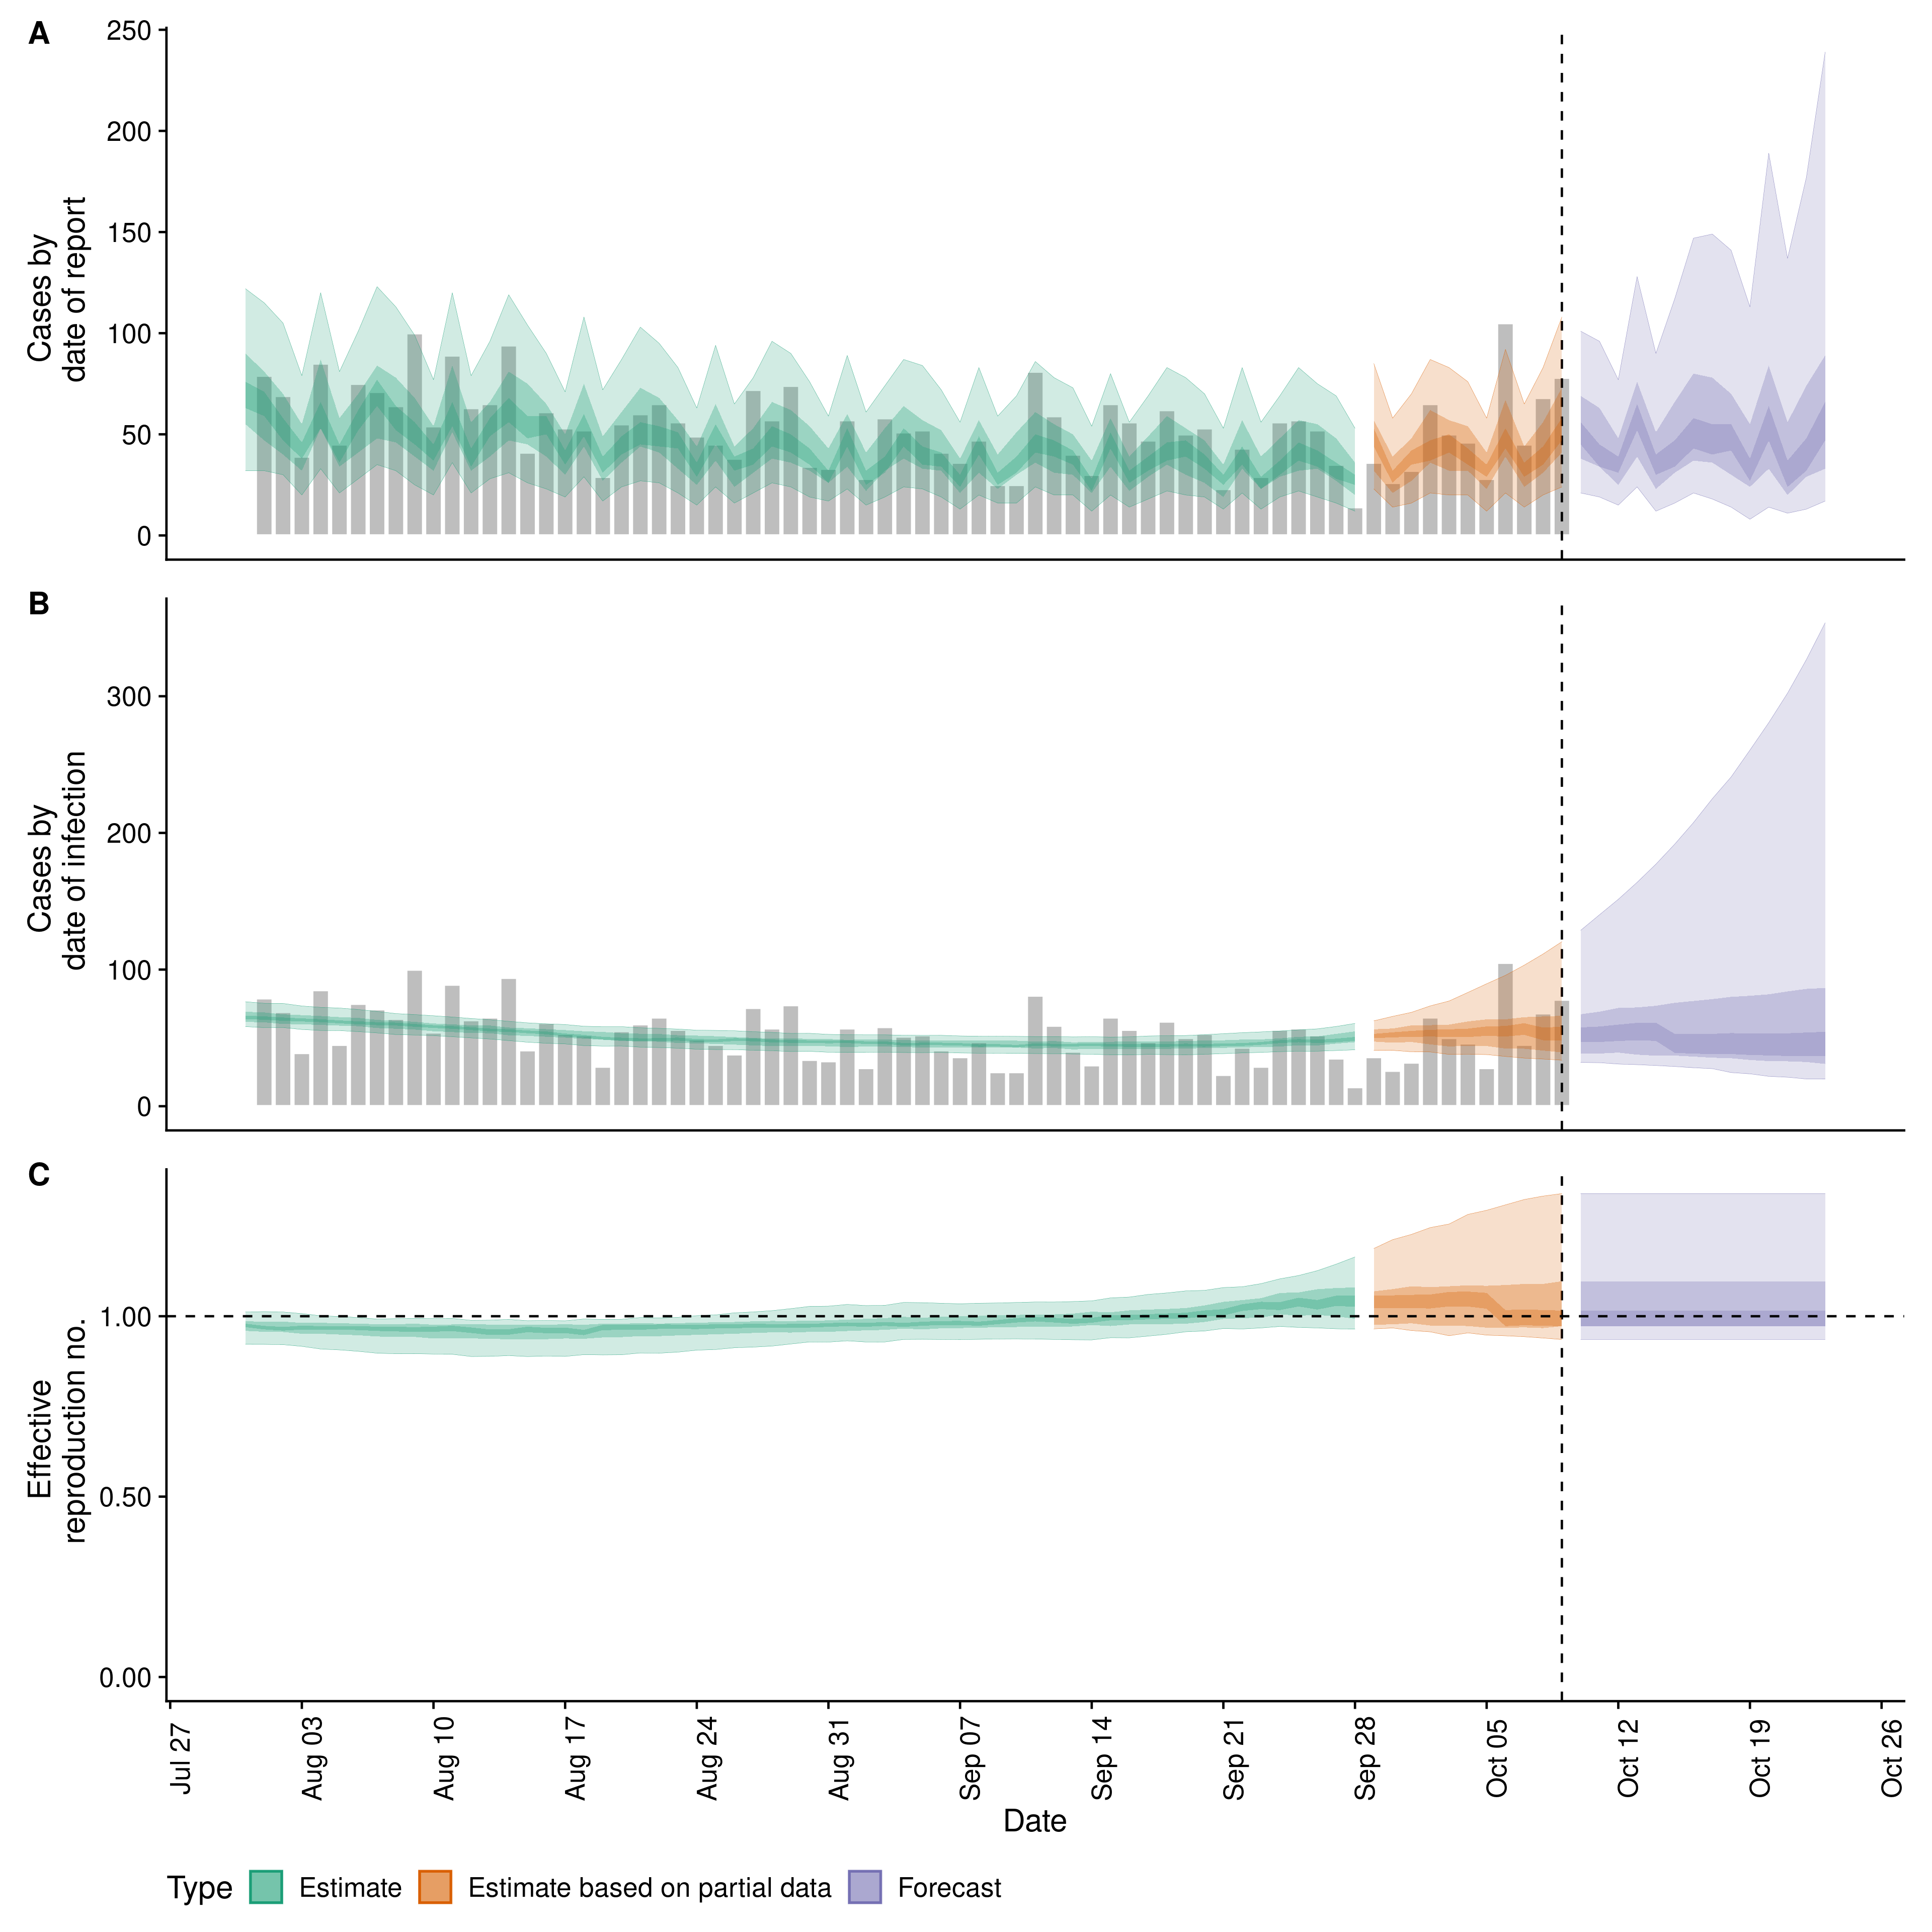 A
250
200
150
100
50
0
Cases by
date of report
B
300
200
100
0
Cases by
date of infection
C
1.00
0.50
0.00
Effective
reproduction no.
Jul 27
Aug 03
Aug 10
Aug 17
Aug 24
Aug 31
Sep 07
Sep 14
Sep 21
Sep 28
Oct 05
Oct 12
Oct 19
Oct 26
Date
Type
Estimate
Estimate based on partial data
Forecast